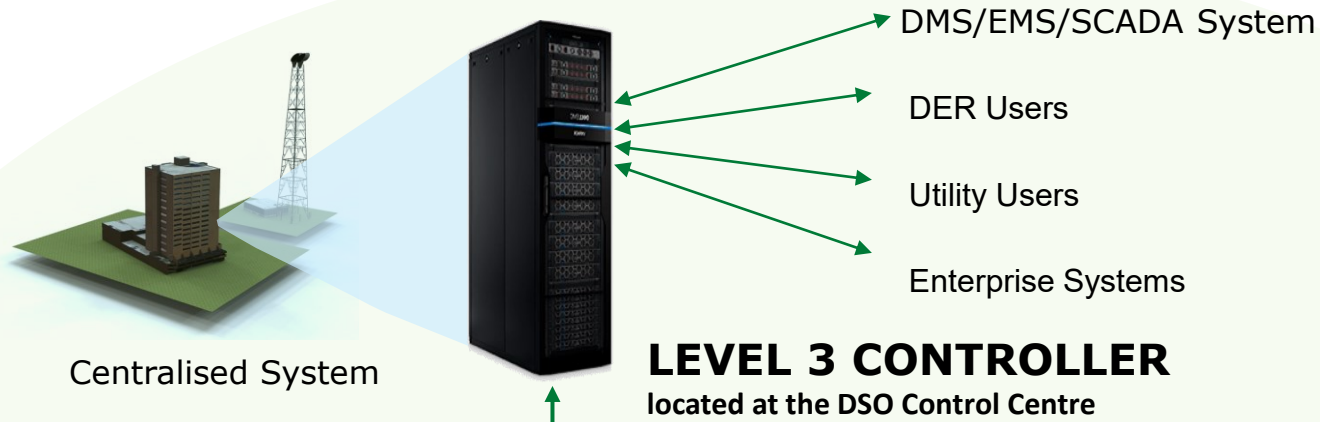 DMS/EMS/SCADA System
DER Users
Utility Users
Enterprise Systems
Centralised System
LEVEL 3 CONTROLLER
located at the DSO Control Centre